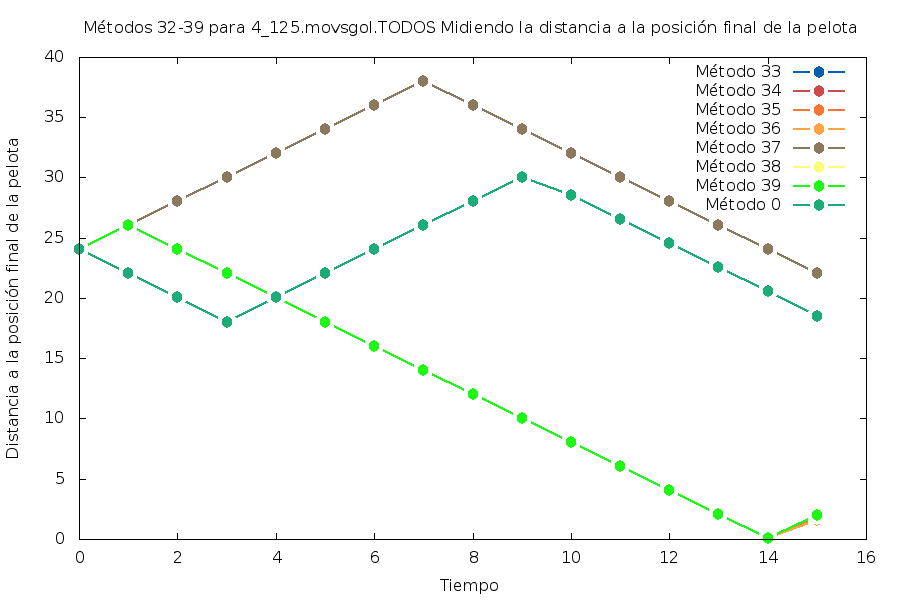 Métodos 32-39 para 4_125.movsgol.TODOS Midiendo la distancia a la posición final de la pelota
Distancia a la posición final de la pelota
40
35
30
25
20
15
10
5
0
Método 33
Método 34
Método 35
Método 36
Método 37
Método 38
Método 39
Método 0
0 2 4 6 8 10 12 14 16
Tiempo